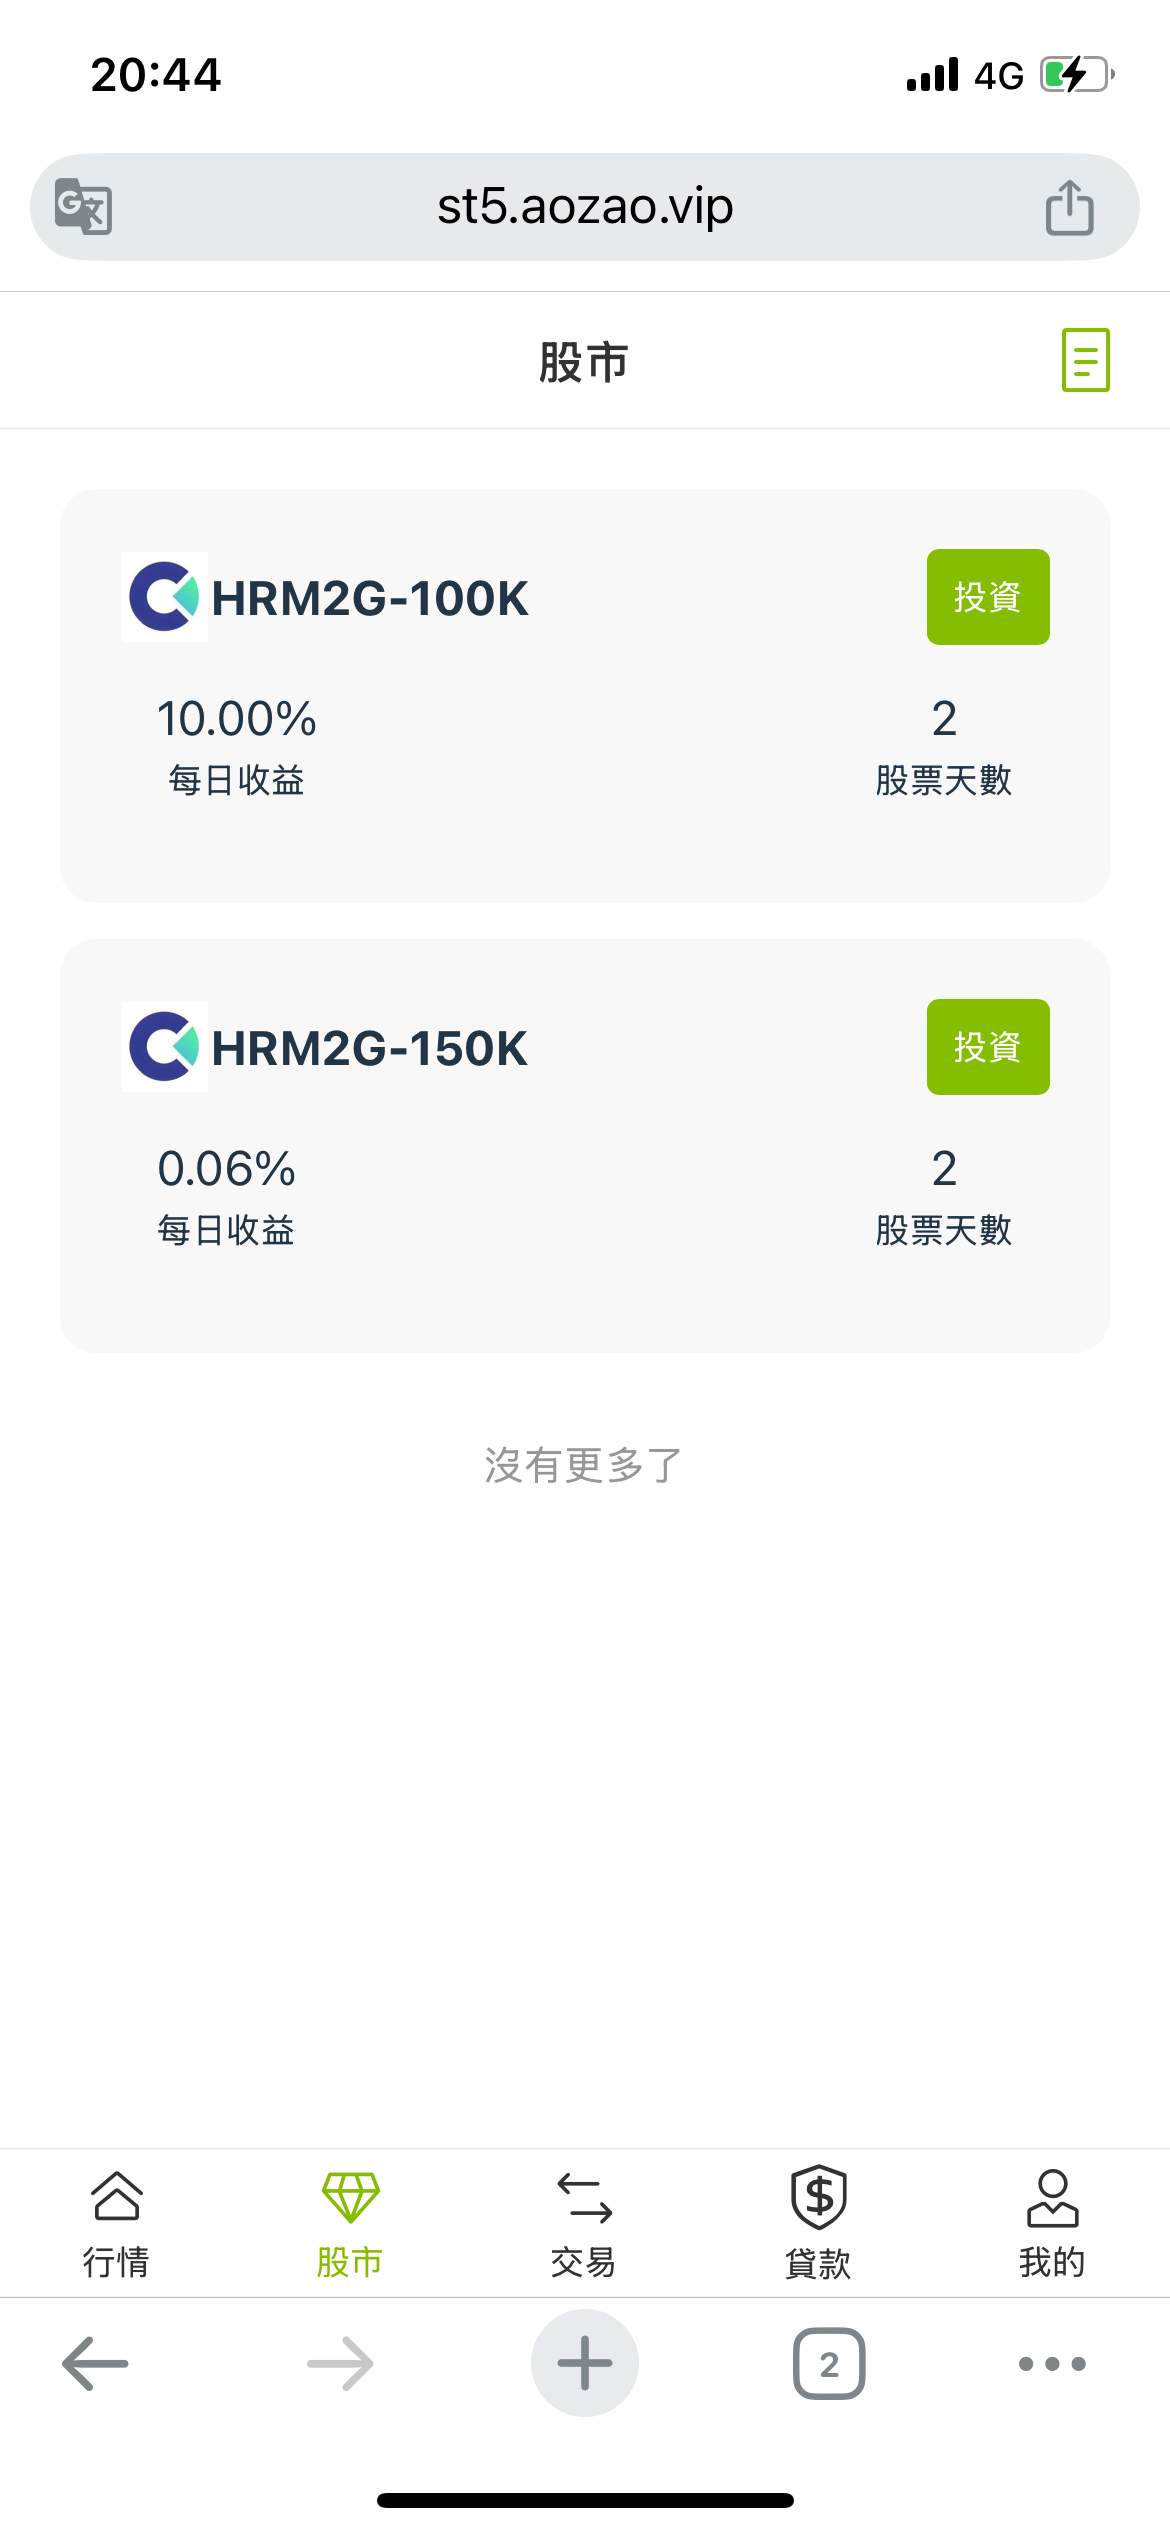 20:44
4G
st5.aozao.vip
股市
HRM2G-100K
投資
10.00%
2
每日收益
股票天數
HRM2G-150K
投資
0.06%
2
每日收益
股票天數
沒有更多了
行情
股市
交易
貸款
我的
2